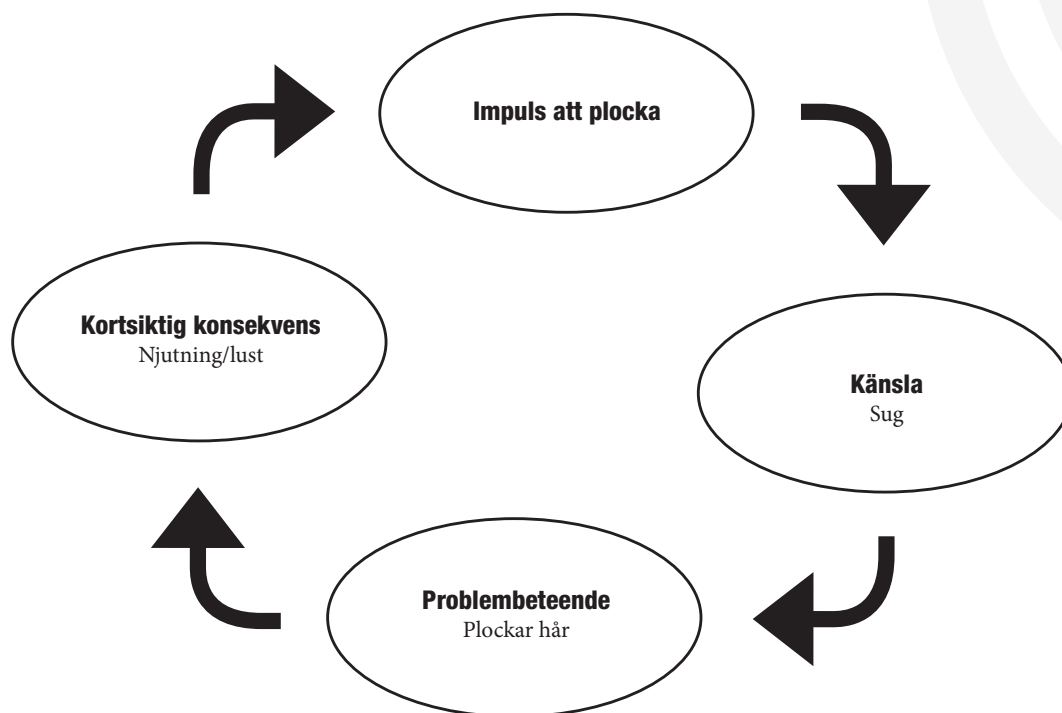 Impuls att plocka
Känsla
Sug
Problembeteende
Plockar hår
Kortsiktig konsekvens
Njutning/lust